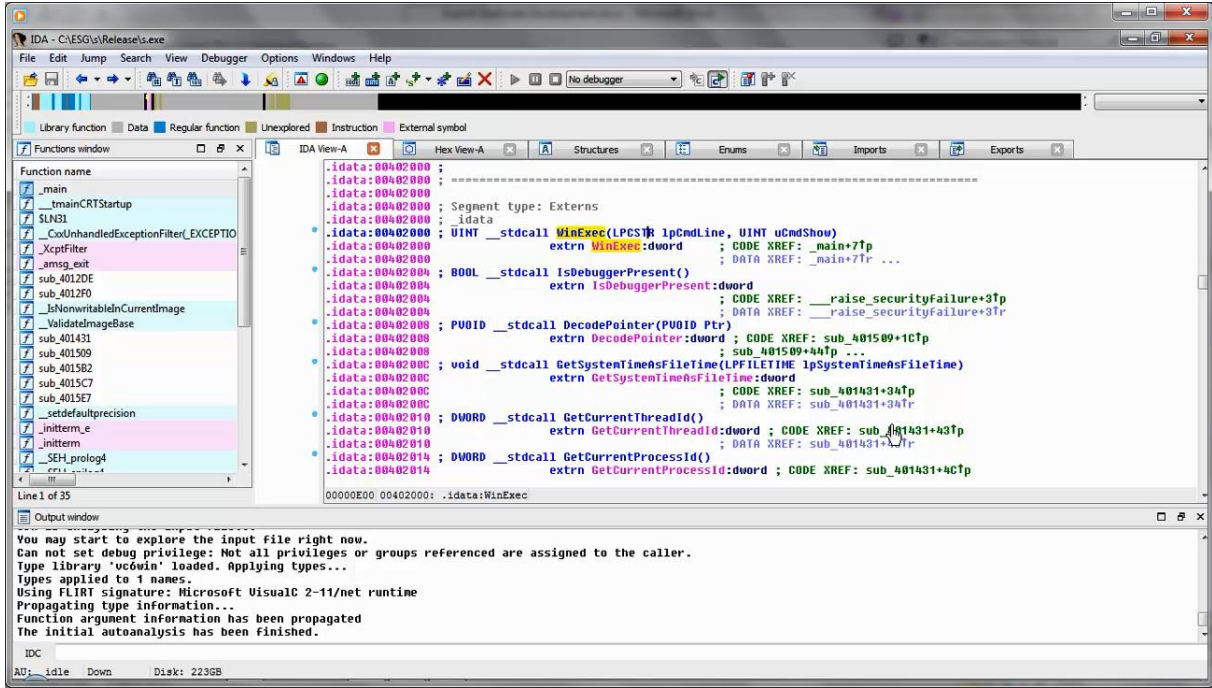 IDA - C:\ESG\s\Release\s.exe
File Edit Jump Search View Debugger Options Windows Help
No debugger
Library function Data Regular function Unexplored Instruction External symbol
Functions window
IDA View-A Hex View-A Structures Enums Imports Exports
Function name
_main
___tmainCRTStartup
$LN31
__CxxUnhandledExceptionFilter(_EXCEPTIO
_XcptFilter
_amsg_exit
sub_4012DE
sub_4012F0
__IsNonwritableInCurrentImage
__ValidateImageBase
sub_401431
sub_401509
sub_4015B2
sub_4015C7
sub_4015E7
__setdefaultprecision
_initterm_e
_initterm
__SEH_prolog4
Line 1 of 35
.idata:00402000 ;
.idata:00402000 ; ===========================================================================
.idata:00402000
.idata:00402000 ; Segment type: Externs
.idata:00402000 ; _idata
.idata:00402000 ; UINT __stdcall WinExec(LPCSTR lpCmdLine, UINT uCmdShow)
.idata:00402000 extrn WinExec:dword ; CODE XREF: _main+7↑p
.idata:00402000 ; DATA XREF: _main+7↑r ...
.idata:00402004 ; BOOL __stdcall IsDebuggerPresent()
.idata:00402004 extrn IsDebuggerPresent:dword
.idata:00402004 ; CODE XREF: ___raise_securityfailure+3↑p
.idata:00402004 ; DATA XREF: ___raise_securityfailure+3↑r
.idata:00402008 ; PVOID __stdcall DecodePointer(PVOID Ptr)
.idata:00402008 extrn DecodePointer:dword ; CODE XREF: sub_401509+1C↑p
.idata:00402008 ; sub_401509+44↑p ...
.idata:0040200C ; void __stdcall GetSystemTimeAsFileTime(LPFILETIME lpSystemTimeAsFileTime)
.idata:0040200C extrn GetSystemTimeAsFileTime:dword
.idata:0040200C ; CODE XREF: sub_401431+34↑p
.idata:0040200C ; DATA XREF: sub_401431+34↑r
.idata:00402010 ; DWORD __stdcall GetCurrentThreadId()
.idata:00402010 extrn GetCurrentThreadId:dword ; CODE XREF: sub_401431+43↑p
.idata:00402010 ; DATA XREF: sub_401431+43↑r
.idata:00402014 ; DWORD __stdcall GetCurrentProcessId()
.idata:00402014 extrn GetCurrentProcessId:dword ; CODE XREF: sub_401431+4C↑p
00000E00 00402000: .idata:WinExec
Output window
You may start to explore the input file right now.
Can not set debug privilege: Not all privileges or groups referenced are assigned to the caller.
Type library 'vc6win' loaded. Applying types...
Types applied to 1 names.
Using FLIRT signature: Microsoft VisualC 2-11/net runtime
Propagating type information...
Function argument information has been propagated
The initial autoanalysis has been finished.
IDC
AU: idle Down Disk: 223GB